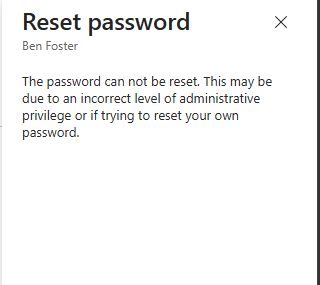 Reset password
Ben Foster
The password can not be reset. This may be
due to an incorrect level of administrative
privilege or if trying to reset your own
password.